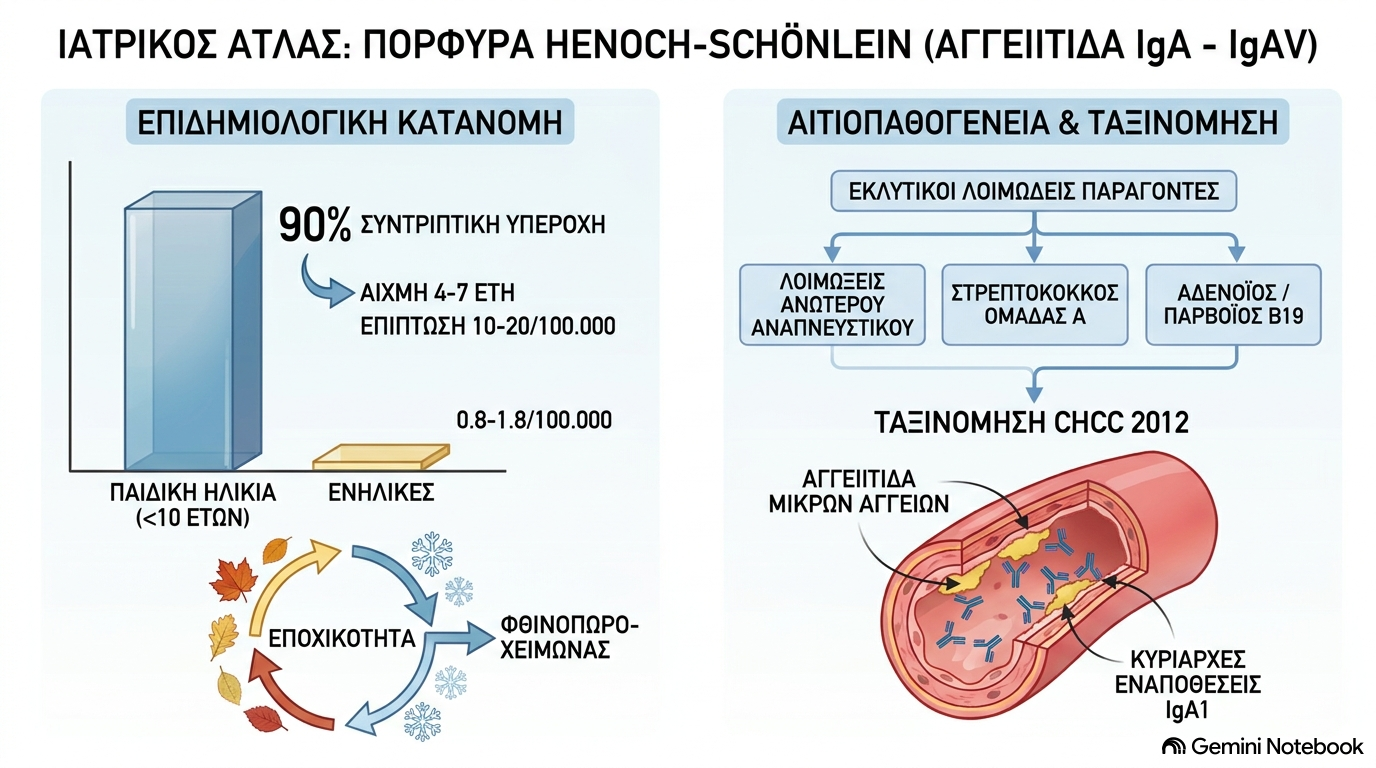 ΙΑΤΡΙΚΟΣ ΑΤΛΑΣ: ΠΟΡΦΥΡΑ HENOCH-SCHÖNLEIN (ΑΓΓΕΙΙΤΙΔΑ IgA - IgAV)
ΕΠΙΔΗΜΙΟΛΟΓΙΚΗ ΚΑΤΑΝΟΜΗ
90% ΣΥΝΤΡΙΠΤΙΚΗ ΥΠΕΡΟΧΗ
ΑΙΧΜΗ 4-7 ΕΤΗ
ΕΠΙΠΤΩΣΗ 10-20/100.000
0.8-1.8/100.000
ΠΑΙΔΙΚΗ ΗΛΙΚΙΑ
(<10 ΕΤΩΝ)
ΕΝΗΛΙΚΕΣ
ΕΠΟΧΙΚΟΤΗΤΑ
ΦΘΙΝΟΠΩΡΟ-
ΧΕΙΜΩΝΑΣ
ΑΙΤΙΟΠΑΘΟΓΕΝΕΙΑ & ΤΑΞΙΝΟΜΗΣΗ
ΕΚΛΥΤΙΚΟΙ ΛΟΙΜΩΔΕΙΣ ΠΑΡΑΓΟΝΤΕΣ
ΛΟΙΜΩΞΕΙΣ
ΑΝΩΤΕΡΟΥ
ΑΝΑΠΝΕΥΣΤΙΚΟΥ
ΣΤΡΕΠΤΟΚΟΚΚΟΣ
ΟΜΑΔΑΣ Α
ΑΔΕΝΟΪΟΣ /
ΠΑΡΒΟΪΟΣ Β19
ΤΑΞΙΝΟΜΗΣΗ CHCC 2012
ΑΓΓΕΙΙΤΙΔΑ
ΜΙΚΡΩΝ ΑΓΓΕΙΩΝ
ΚΥΡΙΑΡΧΕΣ
ΕΝΑΠΟΘΕΣΕΙΣ
IgA1
Gemini Notebook